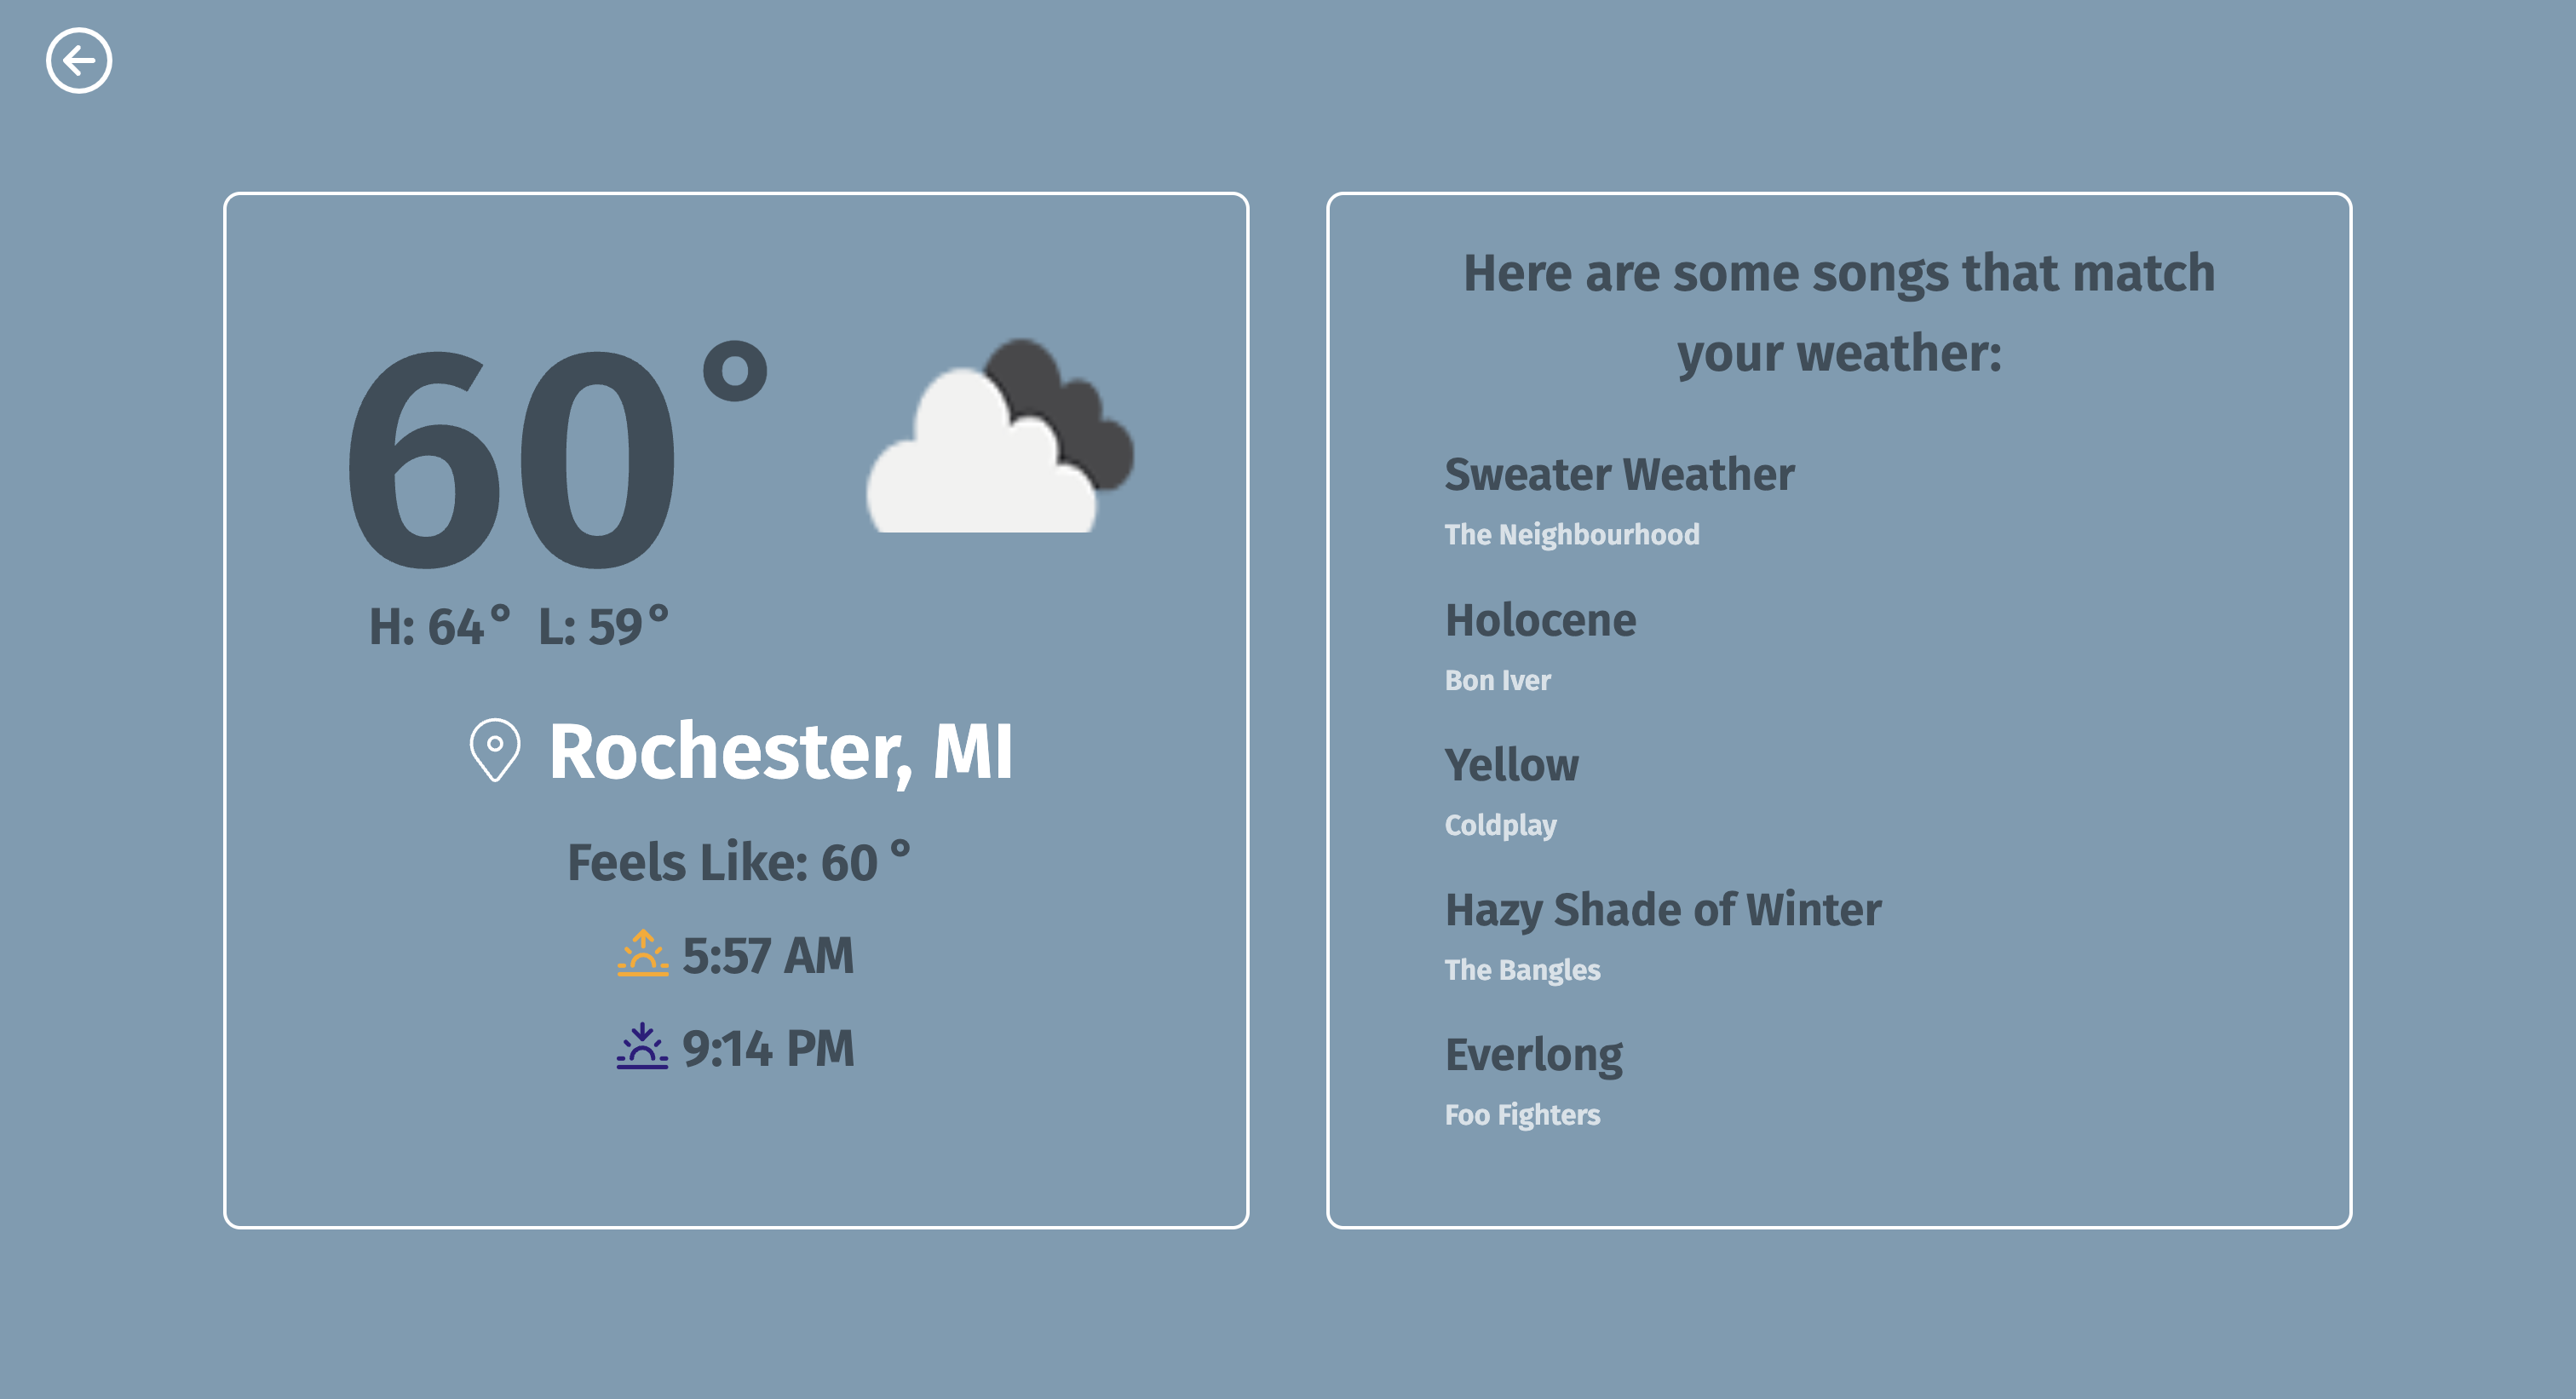 60°
H: 64° L: 59°
Rochester, MI
Feels Like: 60 °
5:57 AM
9:14 PM
Here are some songs that match
your weather:
Sweater Weather
The Neighbourhood
Holocene
Bon Iver
Yellow
Coldplay
Hazy Shade of Winter
The Bangles
Everlong
Foo Fighters